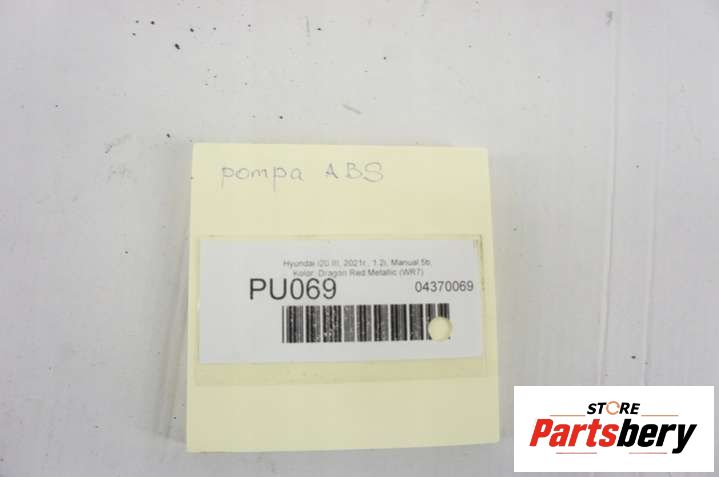 pompa ABS
Hyundai i20 III, 2021r., 1.2i, Manual 5b,
Kolor: Dragon Red Metallic (WR7)
PU069 04370069
STORE
Partsbery